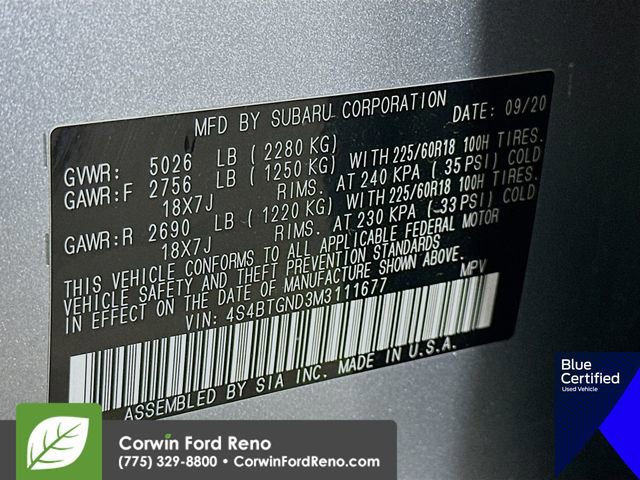 MFD BY SUBARU CORPORATION DATE: 09/20
GVWR: 5026 LB (2280 KG)
GAWR:F 2756 LB (1250 KG) WITH 225/60R18 100H TIRES.
18X7J RIMS. AT 240 KPA (35 PSI) COLD
GAWR:R 2690 LB (1220 KG) WITH 225/60R18 100H TIRES.
18X7J RIMS. AT 230 KPA (33 PSI) COLD
THIS VEHICLE CONFORMS TO ALL APPLICABLE FEDERAL MOTOR
VEHICLE SAFETY AND THEFT PREVENTION STANDARDS
IN EFFECT ON THE DATE OF MANUFACTURE SHOWN ABOVE.
VIN: 4S4BTGND3M3111677 MPV
ASSEMBLED BY SIA INC. MADE IN U.S.A.
Blue
Certified
Used Vehicle
Corwin Ford Reno
(775) 329-8800 • CorwinFordReno.com